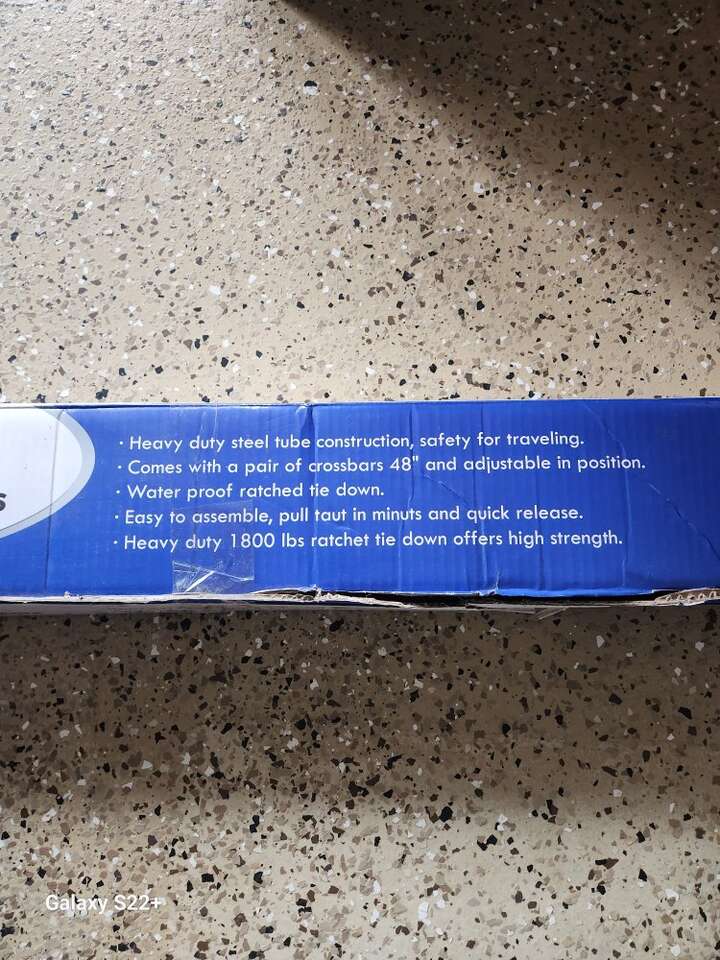 · Heavy duty steel tube construction, safety for traveling.
· Comes with a pair of crossbars 48" and adjustable in position.
· Water proof ratched tie down.
s
· Easy to assemble, pull taut in minuts and quick release.
· Heavy duty 1800 lbs ratchet tie down offers high strength.
Galaxy S22+